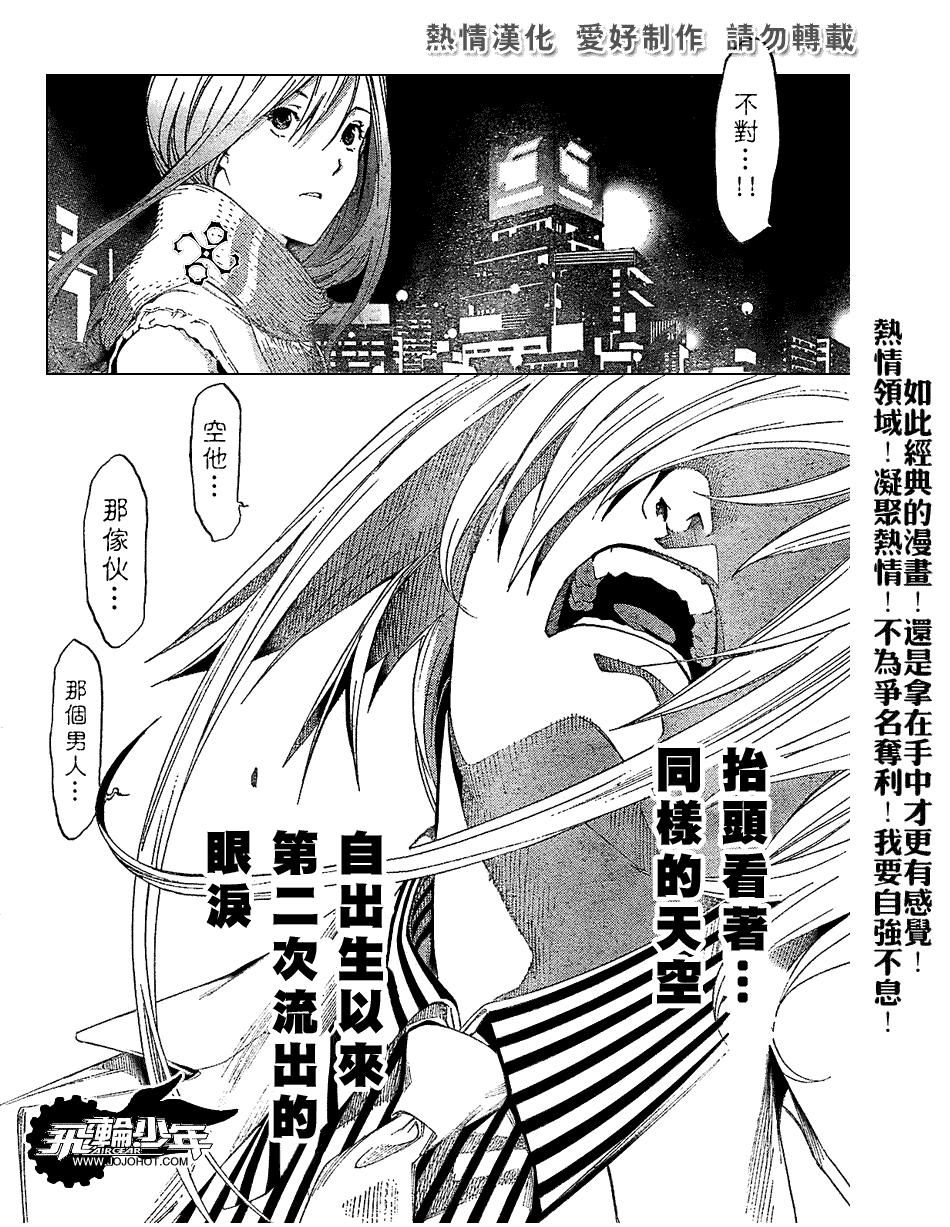 熱情漢化 愛好制作 請勿轉載
不對…!!
空他…
那傢伙…
那個男人…
抬頭看著…
同樣的天空
自出生以來
第二次流出的
眼淚
如此經典的漫畫！還是拿在手中才更有感覺！
熱情領域！凝聚熱情！不為爭名奪利！我要自強不息！
飛輪少年
AIRGEAR
WWW.JOJOHOT.COM